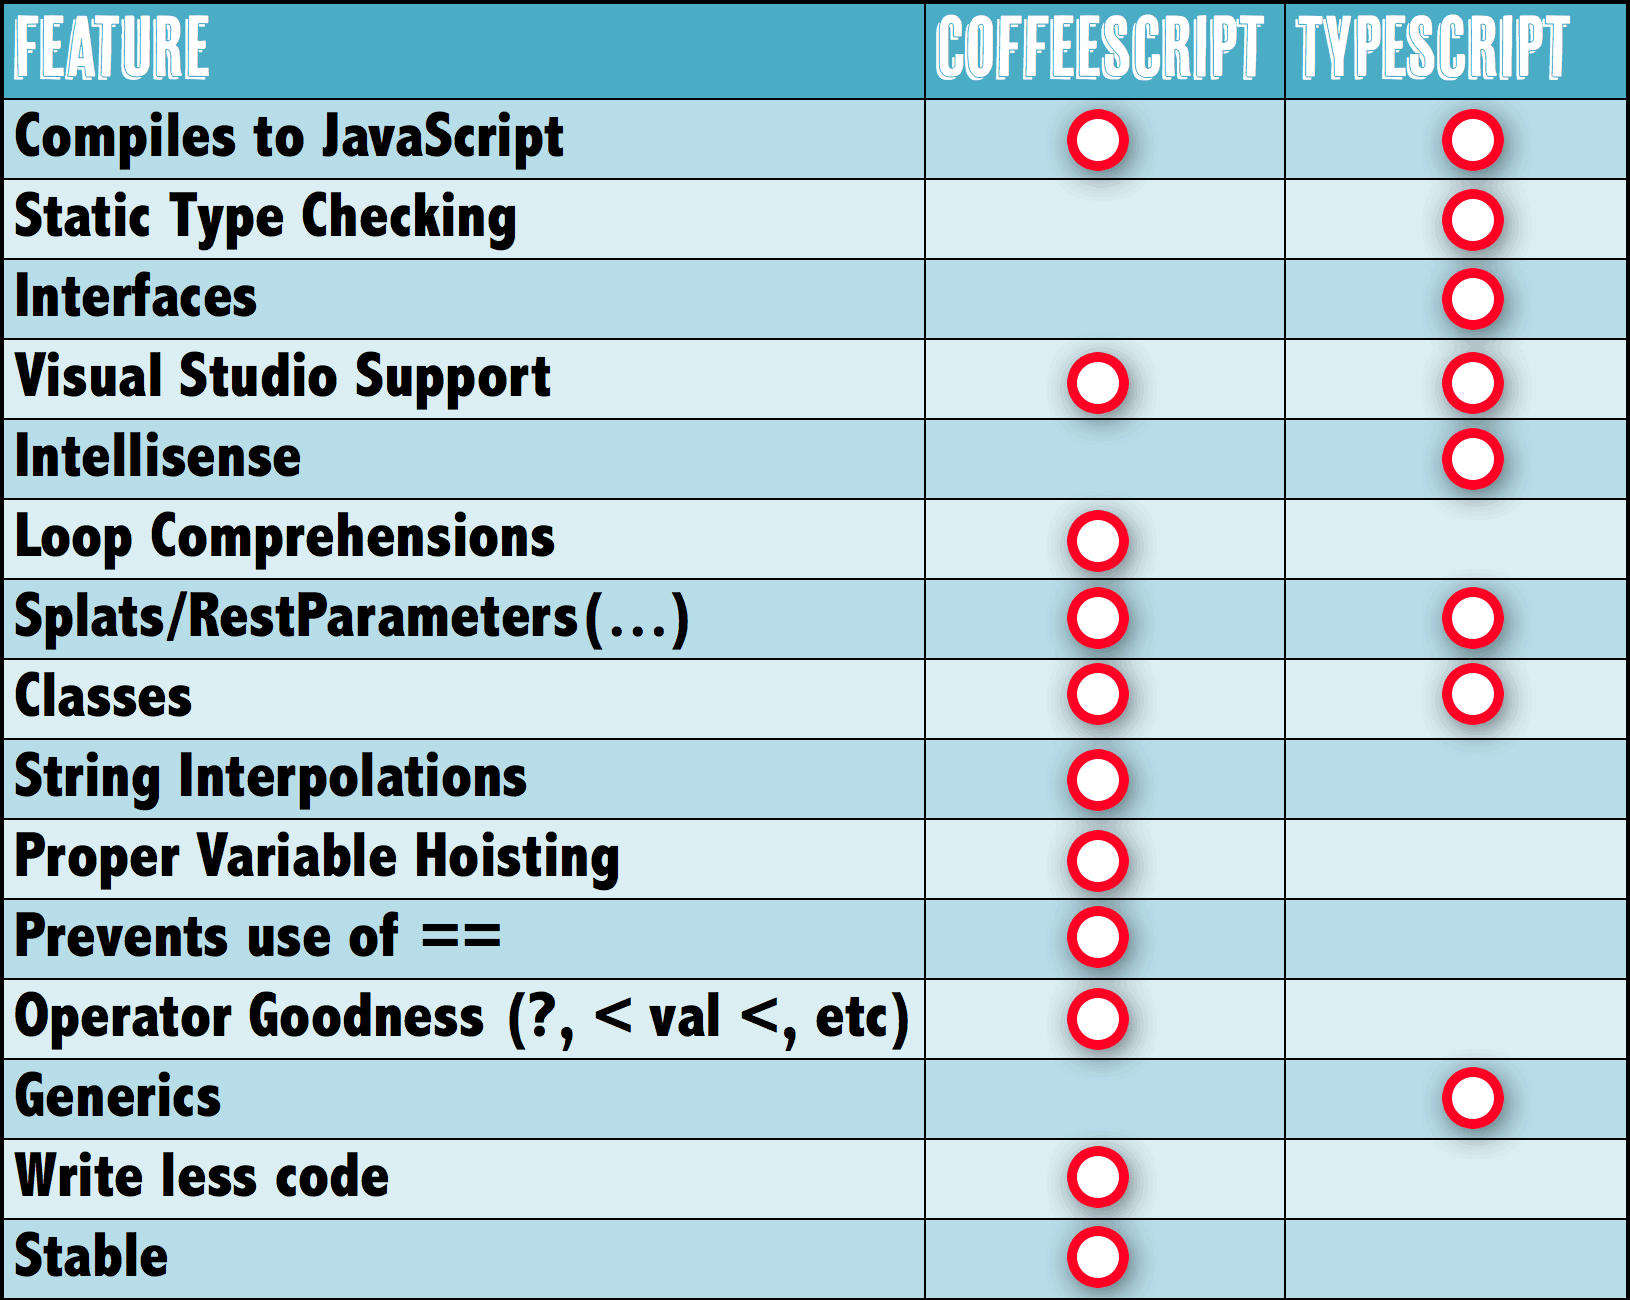 FEATURE COFFEESCRIPT TYPESCRIPT
Compiles to JavaScript
Static Type Checking
Interfaces
Visual Studio Support
Intellisense
Loop Comprehensions
Splats/RestParameters(...)
Classes
String Interpolations
Proper Variable Hoisting
Prevents use of ==
Operator Goodness (?, < val <, etc)
Generics
Write less code
Stable